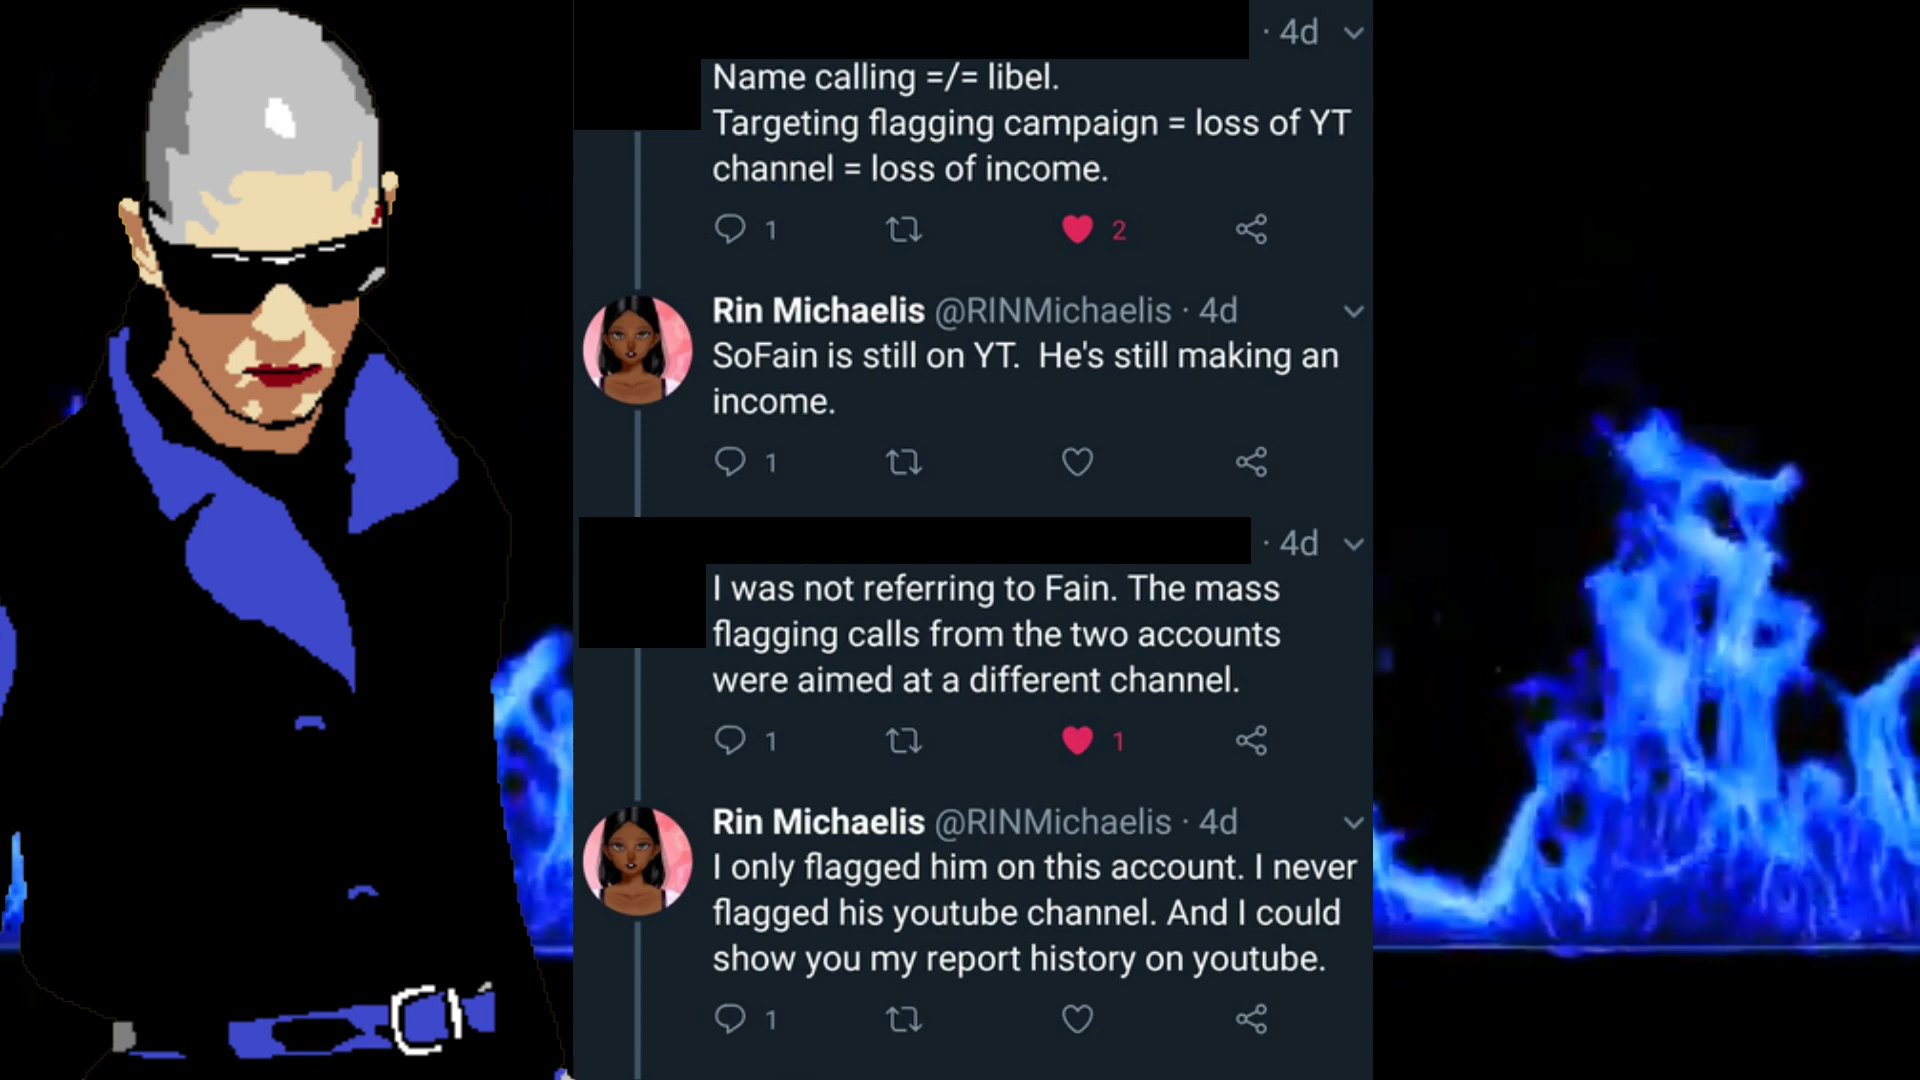 · 4d
Name calling =/= libel.
Targeting flagging campaign = loss of YT
channel = loss of income.
1 2
Rin Michaelis @RINMichaelis · 4d
SoFain is still on YT.  He's still making an
income.
1
· 4d
I was not referring to Fain. The mass
flagging calls from the two accounts
were aimed at a different channel.
1 1
Rin Michaelis @RINMichaelis · 4d
I only flagged him on this account. I never
flagged his youtube channel. And I could
show you my report history on youtube.
1